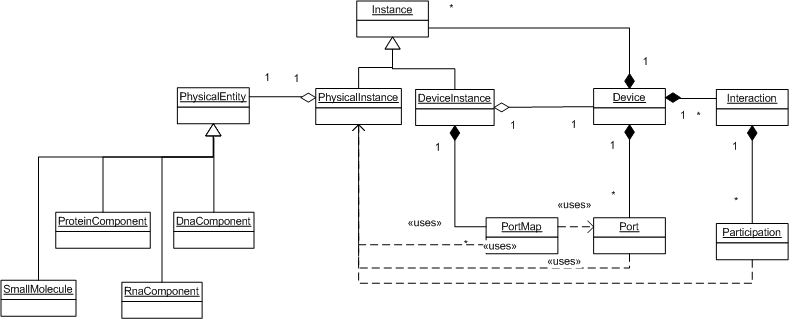 Instance
*
1
1
1
PhysicalEntity
PhysicalInstance
DeviceInstance
Device
Interaction
1
1
1
*
1
1
1
*
*
«uses»
ProteinComponent
DnaComponent
«uses»
PortMap
Port
Participation
*
«uses»
«uses»
SmallMolecule
RnaComponent